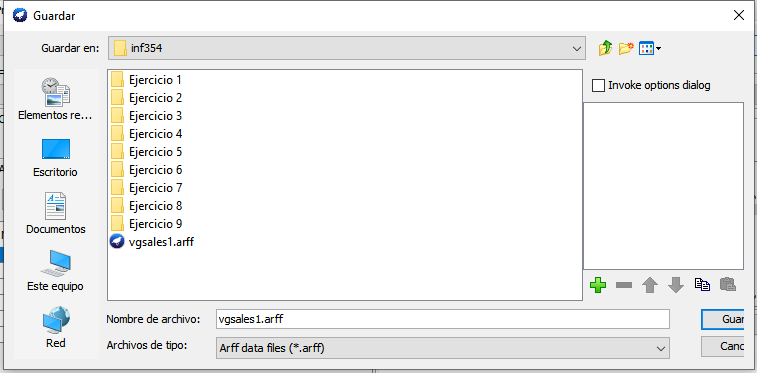 Guardar
Guardar en:
inf354
Elementos re...
Escritorio
Documentos
Este equipo
Red
Ejercicio 1
Ejercicio 2
Ejercicio 3
Ejercicio 4
Ejercicio 5
Ejercicio 6
Ejercicio 7
Ejercicio 8
Ejercicio 9
vgsales1.arff
Invoke options dialog
Nombre de archivo:
vgsales1.arff
Guar
Archivos de tipo:
Arff data files (*.arff)
Canc